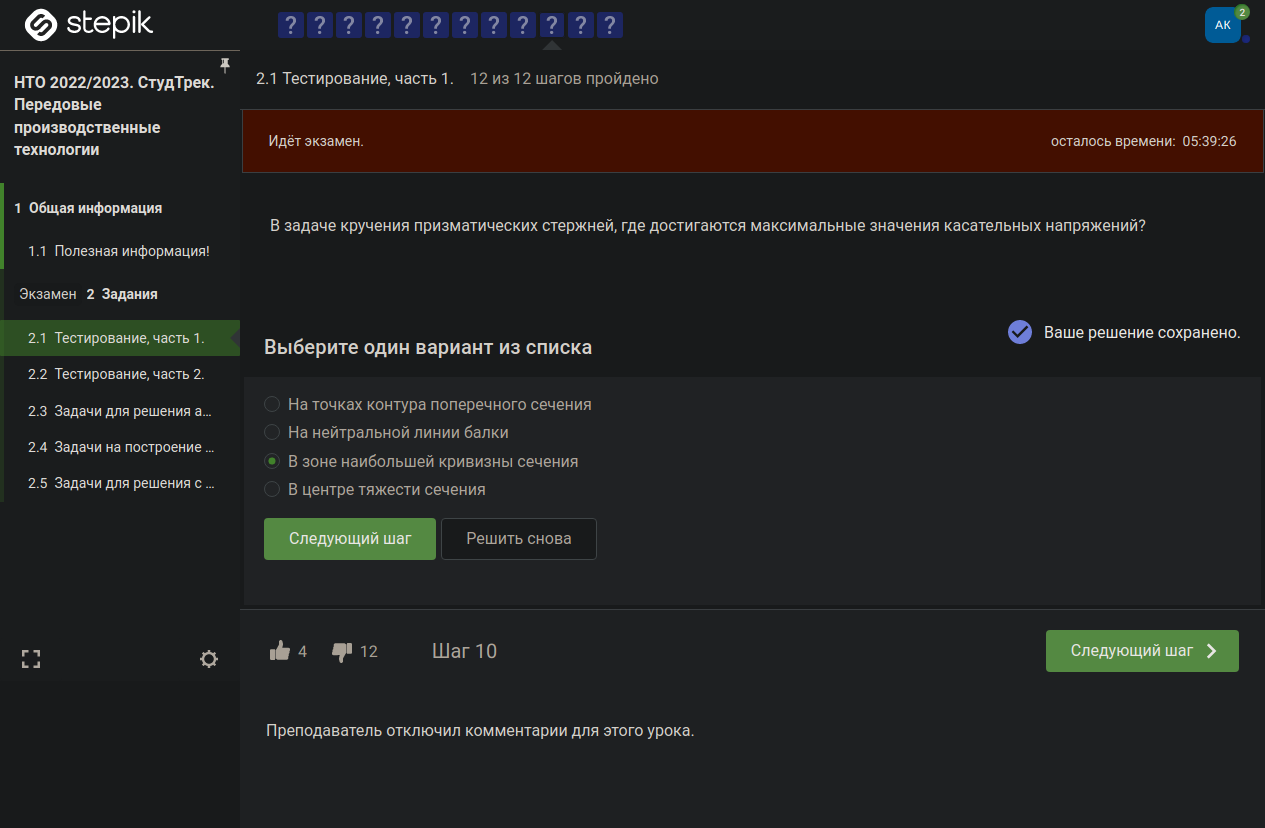 stepik
? ? ? ? ? ? ? ? ? ? ? ?
АК
2
НТО 2022/2023. СтудТрек.
Передовые
производственные
технологии
1 Общая информация
1.1 Полезная информация!
Экзамен 2 Задания
2.1 Тестирование, часть 1.
2.2 Тестирование, часть 2.
2.3 Задачи для решения а...
2.4 Задачи на построение ...
2.5 Задачи для решения с ...
2.1 Тестирование, часть 1. 12 из 12 шагов пройдено
Идёт экзамен.
осталось времени: 05:39:26
В задаче кручения призматических стержней, где достигаются максимальные значения касательных напряжений?
Ваше решение сохранено.
Выберите один вариант из списка
На точках контура поперечного сечения
На нейтральной линии балки
В зоне наибольшей кривизны сечения
В центре тяжести сечения
Следующий шаг
Решить снова
4
12
Шаг 10
Следующий шаг
Преподаватель отключил комментарии для этого урока.